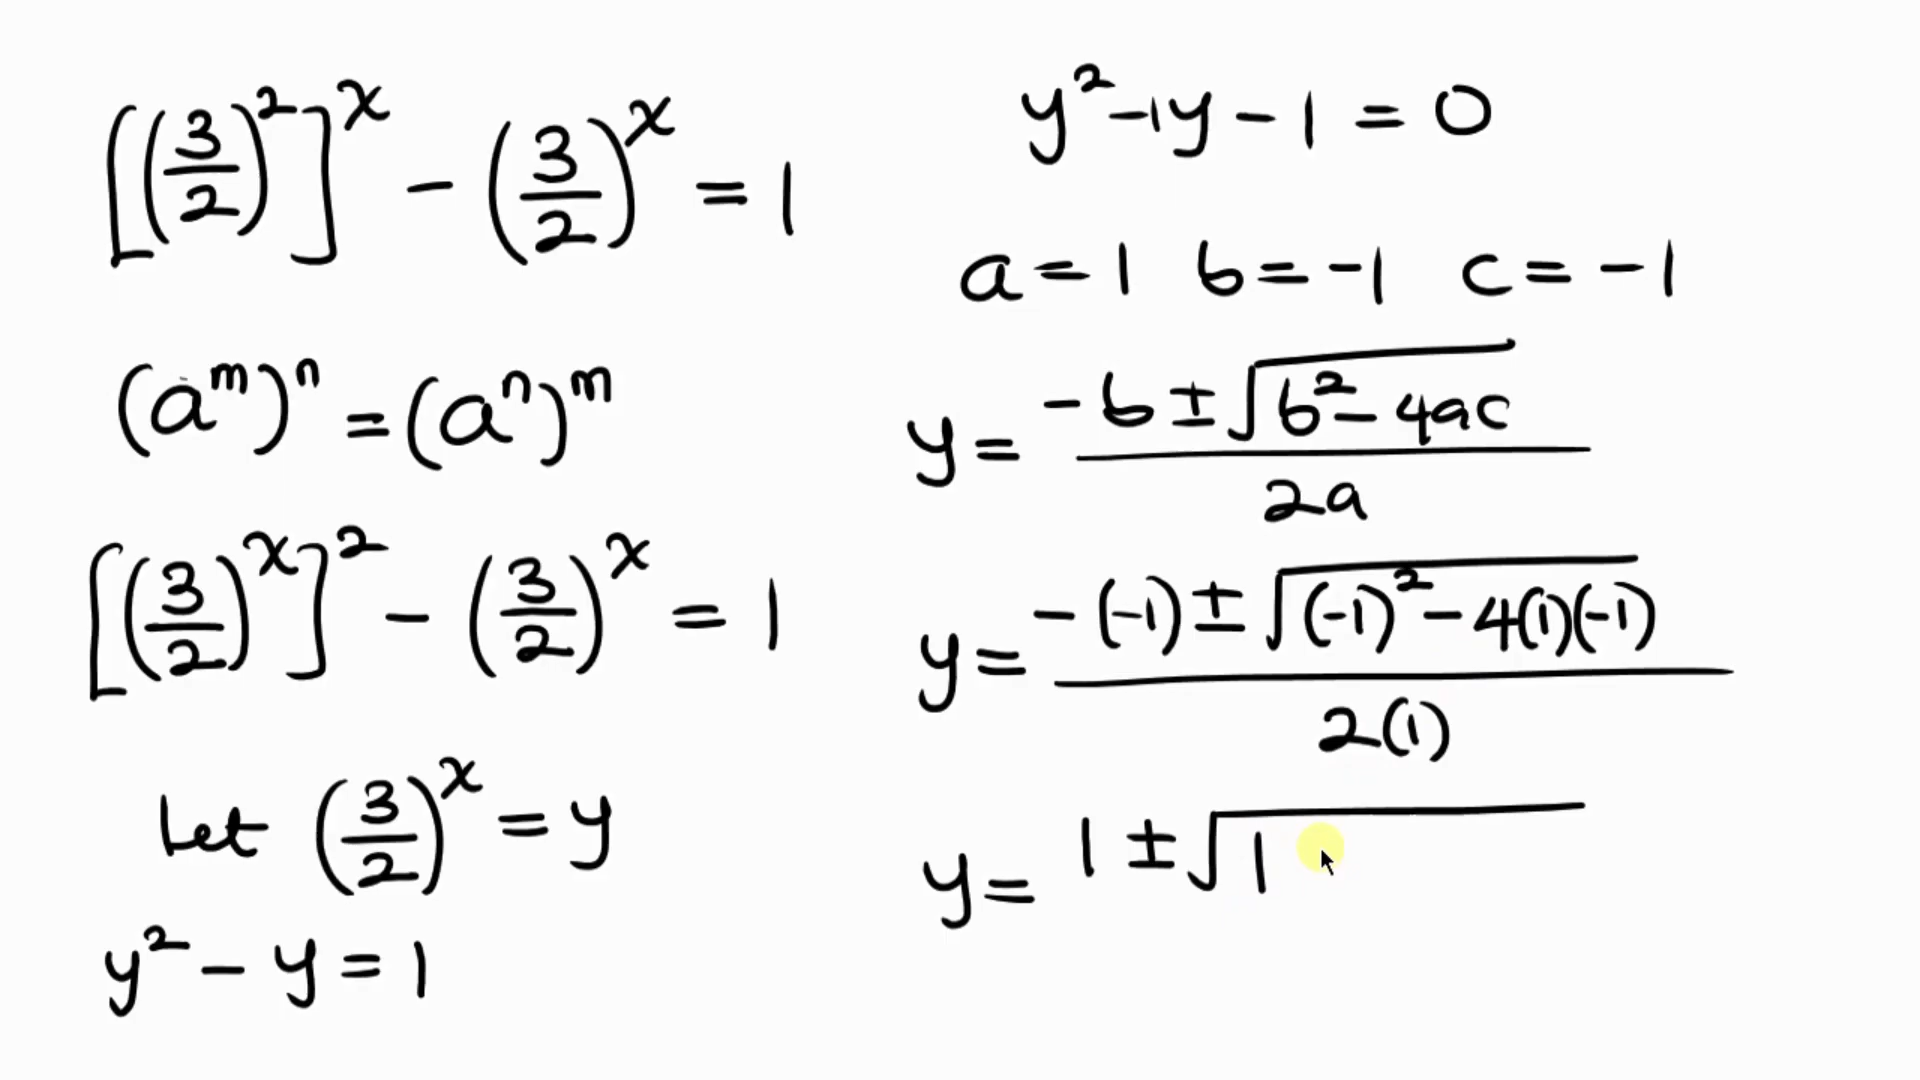 [(3/2)²]ˣ − (3/2)ˣ = 1
(aᵐ)ⁿ = (aⁿ)ᵐ
[(3/2)ˣ]² − (3/2)ˣ = 1
Let (3/2)ˣ = y
y² − y = 1
y² − 1y − 1 = 0
a = 1 b = −1 c = −1
y = (−b ± √(b² − 4ac)) / 2a
y = (−(−1) ± √((−1)² − 4(1)(−1))) / 2(1)
y = 1 ± √1